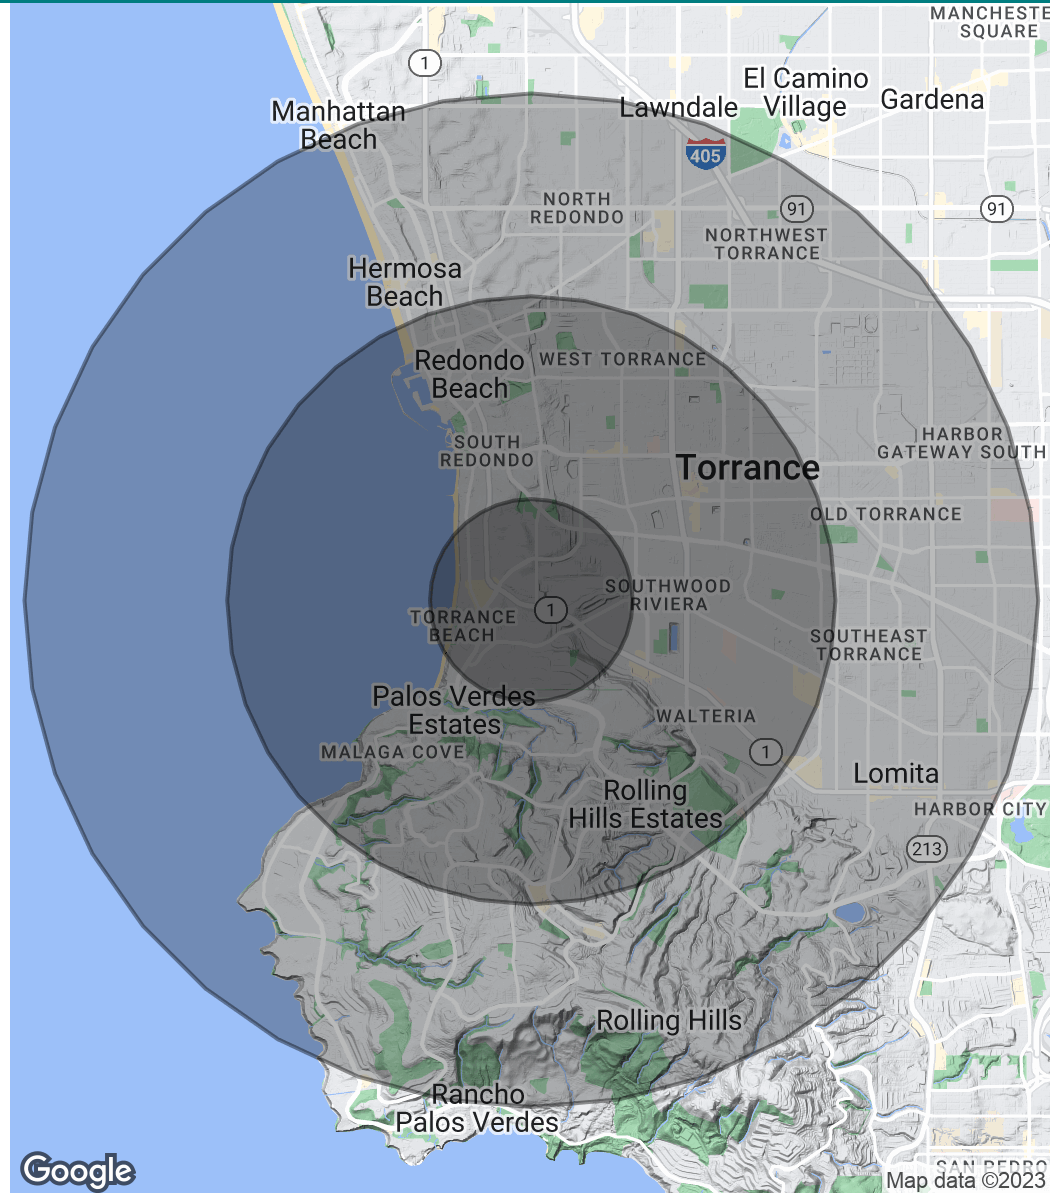 MANCHESTE
SQUARE
1
El Camino
Village
Manhattan
Beach
Lawndale
Gardena
405
NORTH
REDONDO
91
91
NORTHWEST
TORRANCE
Hermosa
Beach
Redondo
Beach
WEST TORRANCE
SOUTH
REDONDO
HARBOR
GATEWAY SOUTH
Torrance
OLD TORRANCE
SOUTHWOOD
RIVIERA
1
TORRANCE
BEACH
SOUTHEAST
TORRANCE
Palos Verdes
Estates
WALTERIA
MALAGA COVE
1
Lomita
Rolling
Hills Estates
HARBOR CITY
213
Rolling Hills
Rancho
Palos Verdes
SAN PEDRO
Google
Map data ©2023